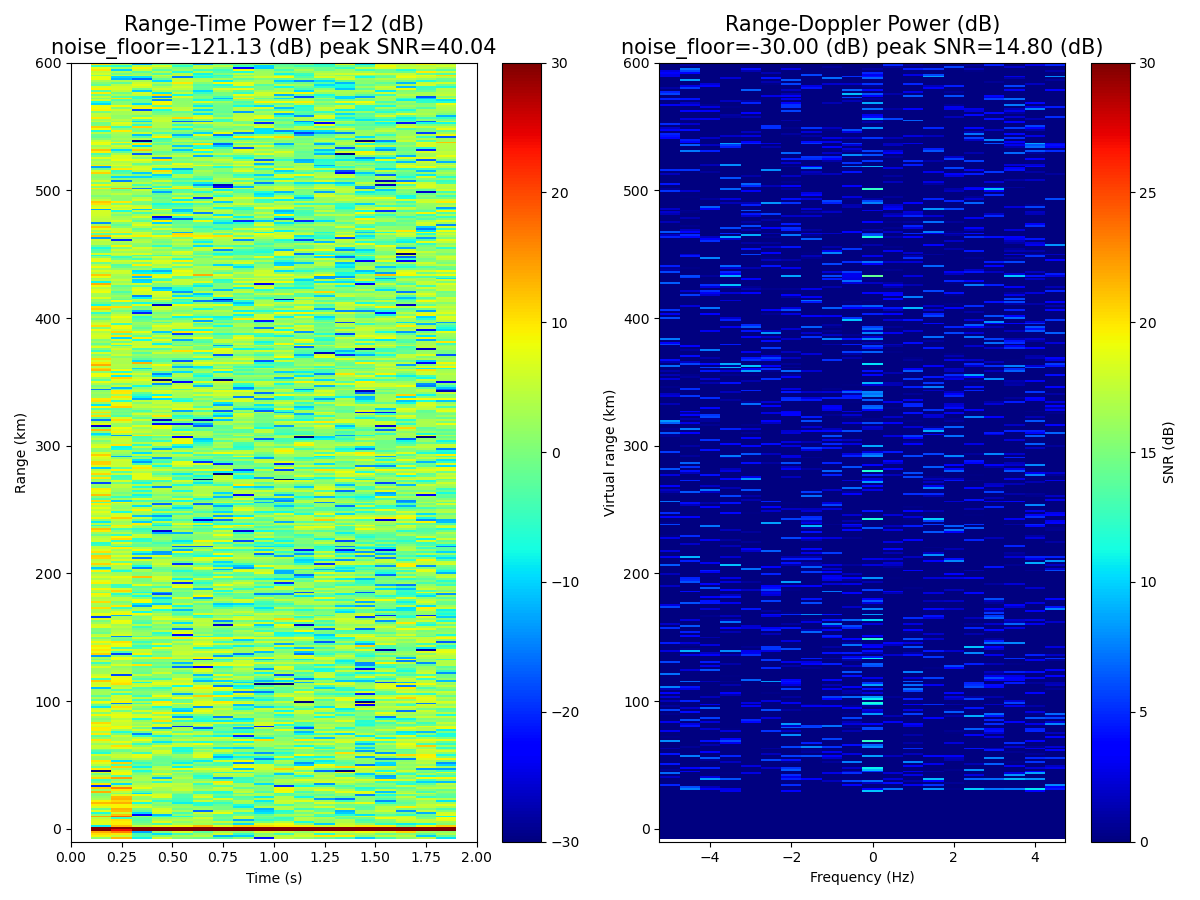 Range-Time Power f=12 (dB)
noise_floor=-121.13 (dB) peak SNR=40.04
600
500
400
300
200
100
0
Range (km)
0.00 0.25 0.50 0.75 1.00 1.25 1.50 1.75 2.00
Time (s)
30
20
10
0
−10
−20
−30
Range-Doppler Power (dB)
noise_floor=-30.00 (dB) peak SNR=14.80 (dB)
600
500
400
300
200
100
0
Virtual range (km)
−4 −2 0 2 4
Frequency (Hz)
30
25
20
15
10
5
0
SNR (dB)